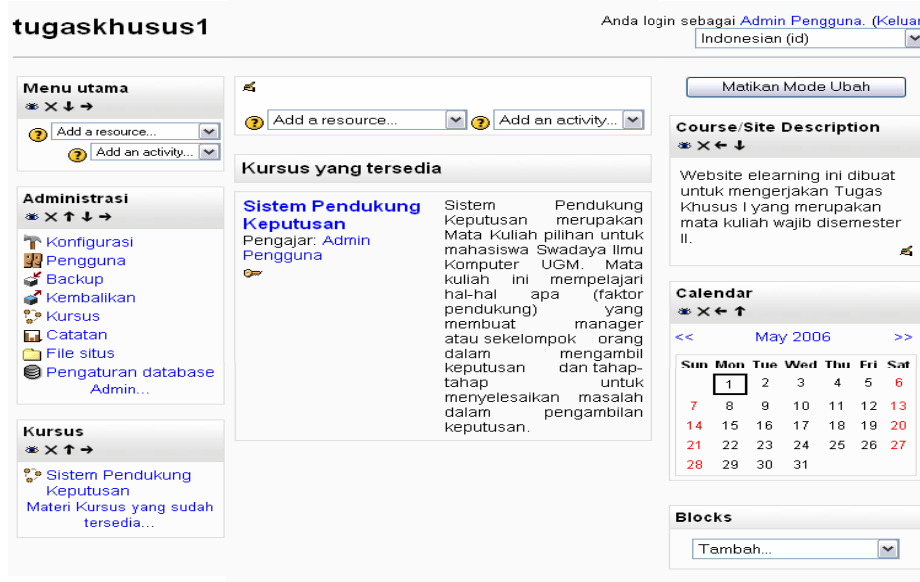 tugaskhusus1
Anda login sebagai Admin Pengguna. (Keluar
Indonesian (id)
Menu utama
Add a resource...
Add an activity...
Administrasi
Konfigurasi
Pengguna
Backup
Kembalikan
Kursus
Catatan
File situs
Pengaturan database
Admin...
Kursus
Sistem Pendukung
Keputusan
Materi Kursus yang sudah
tersedia...
Add a resource...
Add an activity...
Kursus yang tersedia
Sistem Pendukung
Keputusan
Pengajar: Admin
Pengguna
Sistem Pendukung
Keputusan merupakan
Mata Kuliah pilihan untuk
mahasiswa Swadaya Ilmu
Komputer UGM. Mata
kuliah ini mempelajari
hal-hal apa (faktor
pendukung) yang
membuat manager
atau sekelompok orang
dalam mengambil
keputusan dan tahap-
tahap untuk
menyelesaikan masalah
dalam pengambilan
keputusan.
Matikan Mode Ubah
Course/Site Description
Website elearning ini dibuat
untuk mengerjakan Tugas
Khusus I yang merupakan
mata kuliah wajib disemester
II.
Calendar
<< May 2006 >>
Sun Mon Tue Wed Thu Fri Sat
1 2 3 4 5 6
7 8 9 10 11 12 13
14 15 16 17 18 19 20
21 22 23 24 25 26 27
28 29 30 31
Blocks
Tambah...